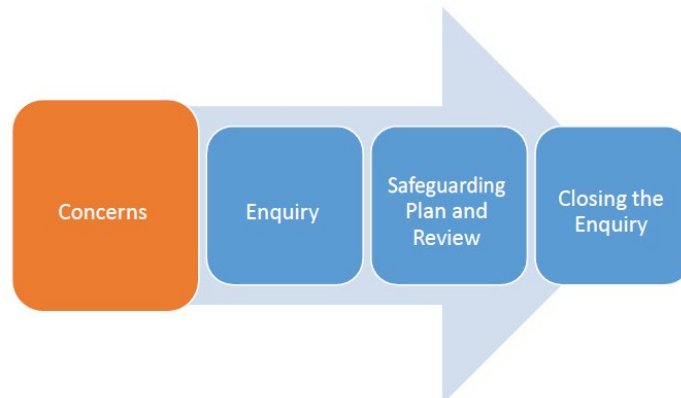 Concerns
Enquiry
Safeguarding
Plan and
Review
Closing the
Enquiry